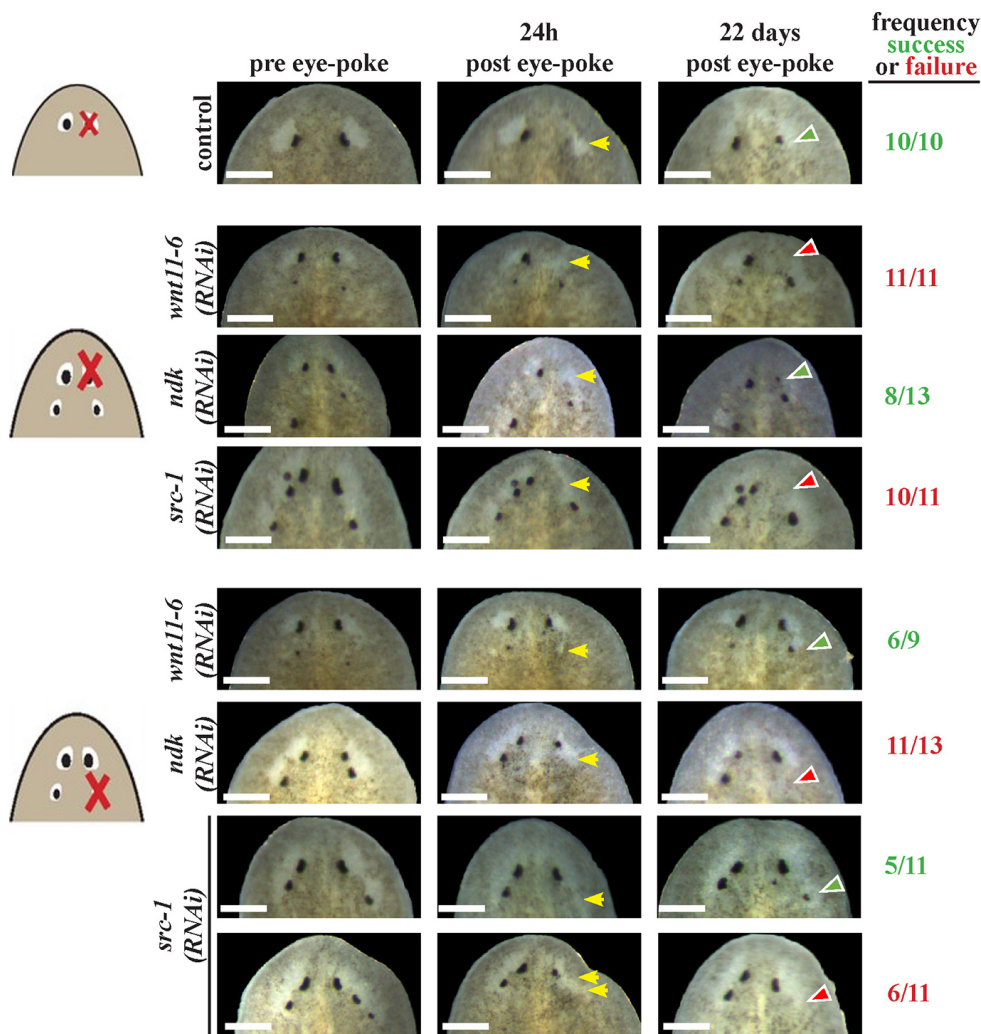 frequency
success
or failure
24h
22 days
pre eye-poke
post eye-poke
post eye-poke
control
10/10
wnt11-6
(RNAi)
11/11
ndk
(RNAi)
8/13
src-1
(RNAi)
10/11
wnt11-6
(RNAi)
6/9
ndk
(RNAi)
11/13
src-1
(RNAi)
5/11
6/11